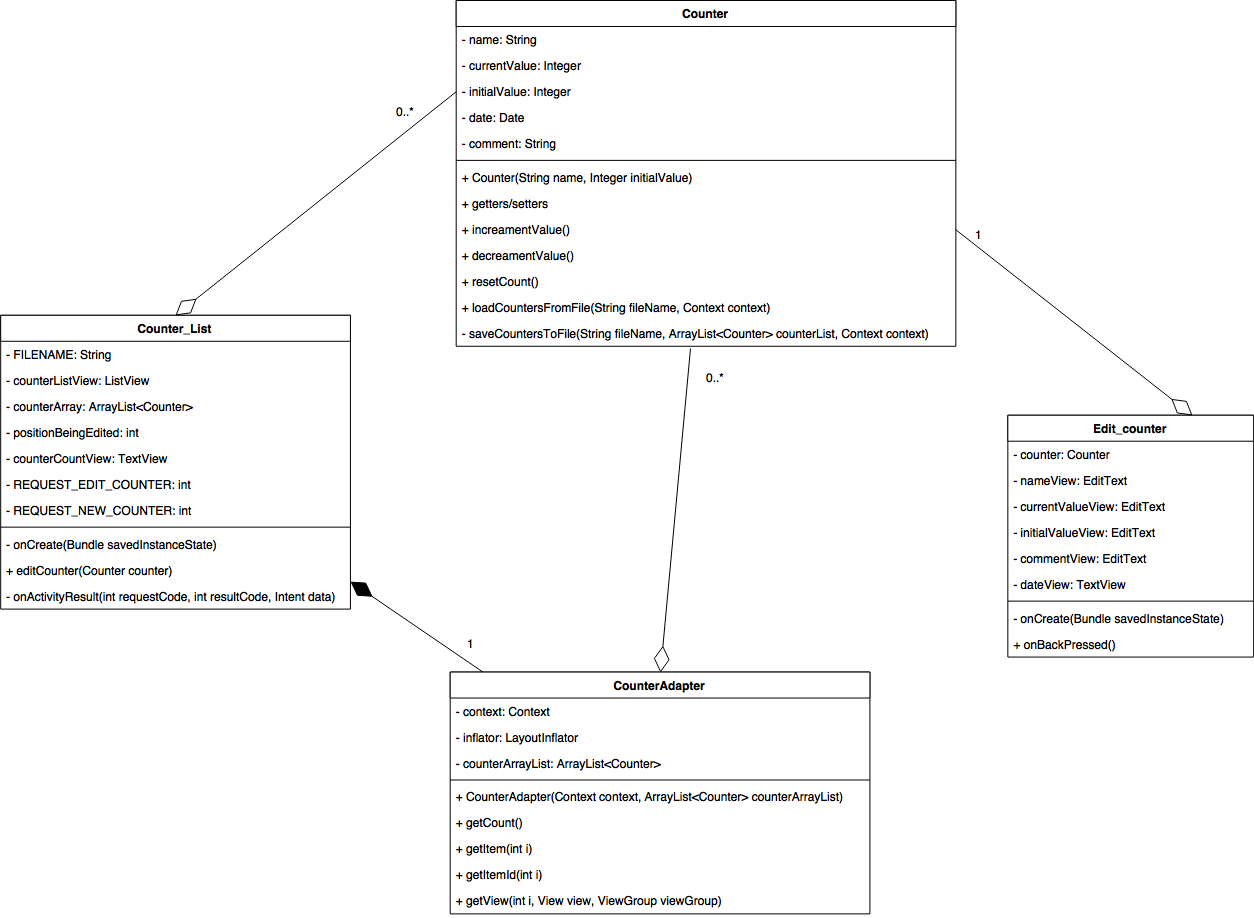 Counter
- name: String
- currentValue: Integer
- initialValue: Integer
- date: Date
- comment: String
+ Counter(String name, Integer initialValue)
+ getters/setters
+ increamentValue()
+ decreamentValue()
+ resetCount()
+ loadCountersFromFile(String fileName, Context context)
- saveCountersToFile(String fileName, ArrayList<Counter> counterList, Context context)
0..*
1
0..*
Counter_List
- FILENAME: String
- counterListView: ListView
- counterArray: ArrayList<Counter>
- positionBeingEdited: int
- counterCountView: TextView
- REQUEST_EDIT_COUNTER: int
- REQUEST_NEW_COUNTER: int
- onCreate(Bundle savedInstanceState)
+ editCounter(Counter counter)
- onActivityResult(int requestCode, int resultCode, Intent data)
Edit_counter
- counter: Counter
- nameView: EditText
- currentValueView: EditText
- initialValueView: EditText
- commentView: EditText
- dateView: TextView
- onCreate(Bundle savedInstanceState)
+ onBackPressed()
1
CounterAdapter
- context: Context
- inflator: LayoutInflator
- counterArrayList: ArrayList<Counter>
+ CounterAdapter(Context context, ArrayList<Counter> counterArrayList)
+ getCount()
+ getItem(int i)
+ getItemId(int i)
+ getView(int i, View view, ViewGroup viewGroup)